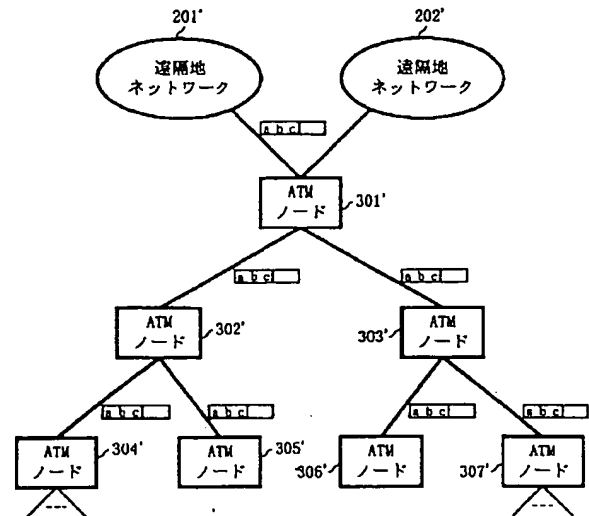 201'
202'
遠隔地
ネットワーク
遠隔地
ネットワーク
a b c
ATM
ノード
301'
a b c
a b c
ATM
ノード
302'
ATM
ノード
303'
a b c
a b c
a b c
a b c
ATM
ノード
304'
ATM
ノード
305'
ATM
ノード
306'
ATM
ノード
307'